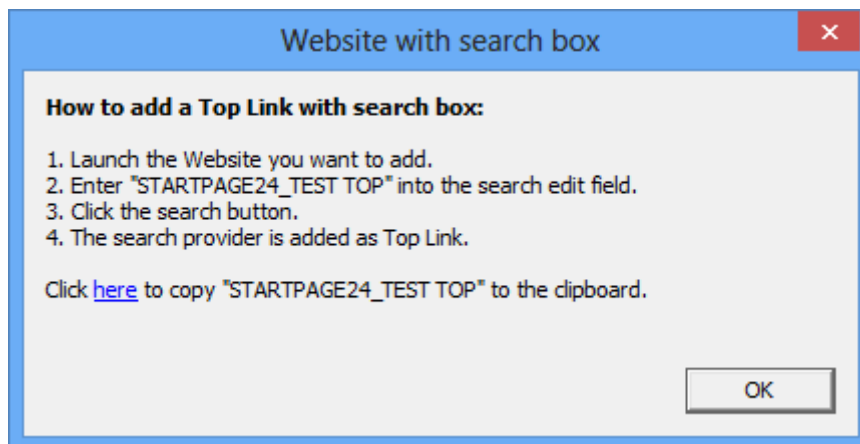 Website with search box
How to add a Top Link with search box:
1. Launch the Website you want to add.
2. Enter "STARTPAGE24_TEST TOP" into the search edit field.
3. Click the search button.
4. The search provider is added as Top Link.
Click here to copy "STARTPAGE24_TEST TOP" to the clipboard.
OK